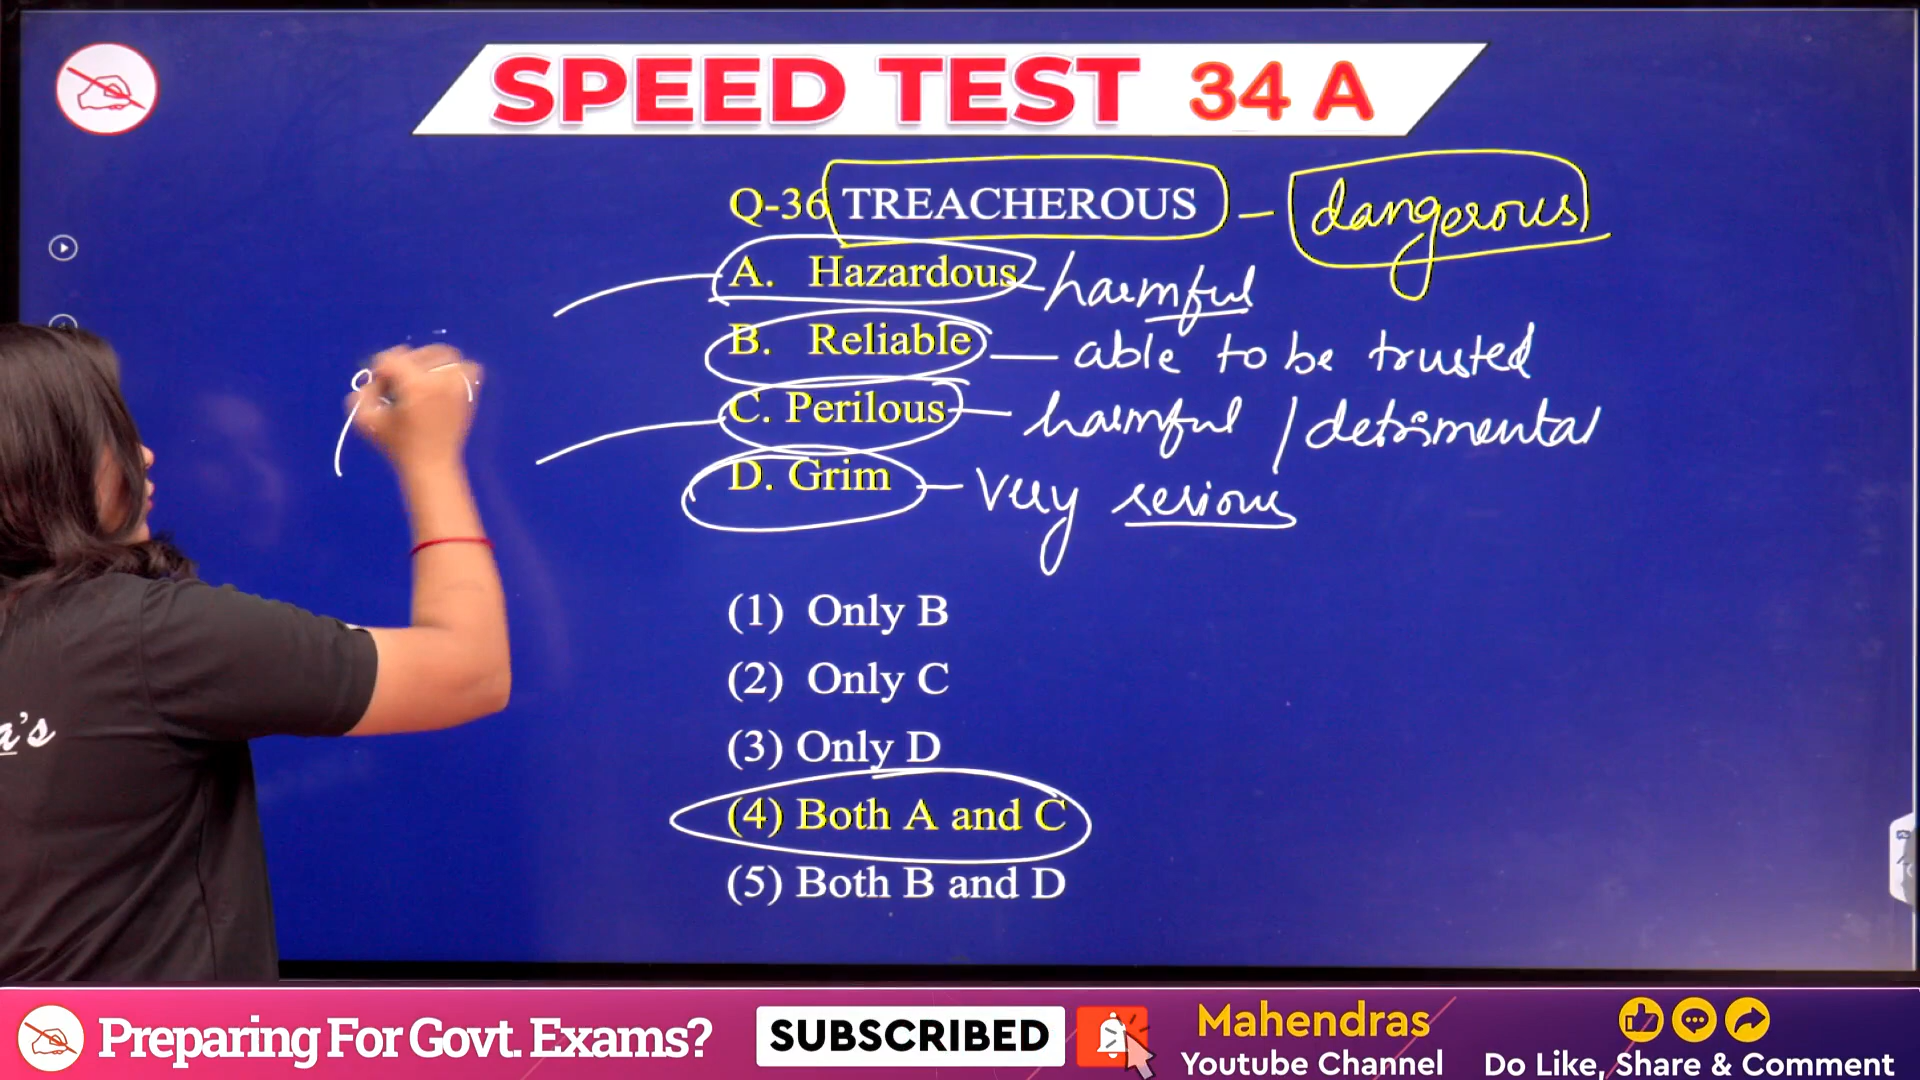 SPEED TEST 34 A
Q-36 TREACHEROUS – dangerous
A. Hazardous – harmful
B. Reliable — able to be trusted
C. Perilous — harmful / detrimental
D. Grim – very serious
(1) Only B
(2) Only C
(3) Only D
(4) Both A and C
(5) Both B and D
a's
Preparing For Govt. Exams?
SUBSCRIBED
Mahendras
Youtube Channel
Do Like, Share & Comment